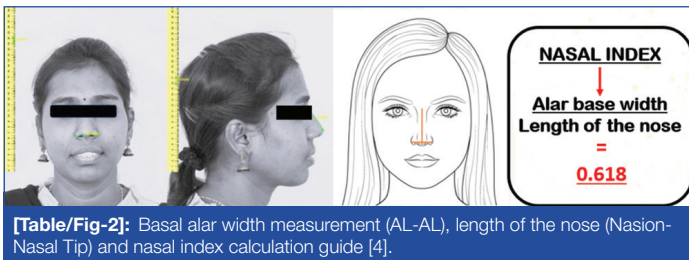 NASAL INDEX
Alar base width
Length of the nose
=
0.618
[Table/Fig-2]: Basal alar width measurement (AL-AL), length of the nose (Nasion-
Nasal Tip) and nasal index calculation guide [4].